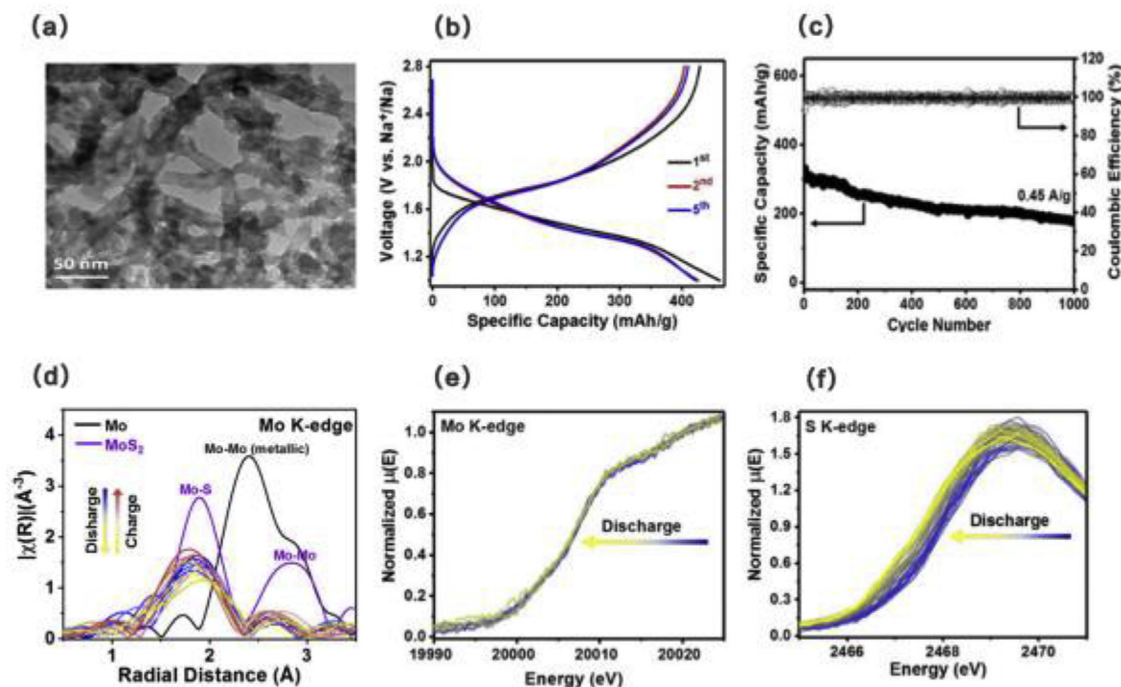 (a)
50 nm
(b)
Voltage (V vs. Na⁺/Na)
2.8
2.4
2.0
1.6
1.2
1ˢᵗ
2ⁿᵈ
5ᵗʰ
0 100 200 300 400 500
Specific Capacity (mAh/g)
(c)
Specific Capacity (mAh/g)
600
400
200
0
0.45 A/g
120
100
80
60
40
20
0
Coulombic Efficiency (%)
0 200 400 600 800 1000
Cycle Number
(d)
|χ(R)|(Å⁻³)
4
3
2
1
0
Mo
MoS₂
Mo K-edge
Mo-Mo (metallic)
Mo-S
Mo-Mo
Disharge
Charge
1 2 3
Radial Distance (Å)
(e)
Normalized μ(E)
1.0
0.8
0.6
0.4
0.2
0.0
Mo K-edge
Discharge
19990 20000 20010 20020
Energy (eV)
(f)
Normalized μ(E)
1.8
1.5
1.2
0.9
0.6
0.3
0.0
S K-edge
Discharge
2466 2468 2470
Energy (eV)